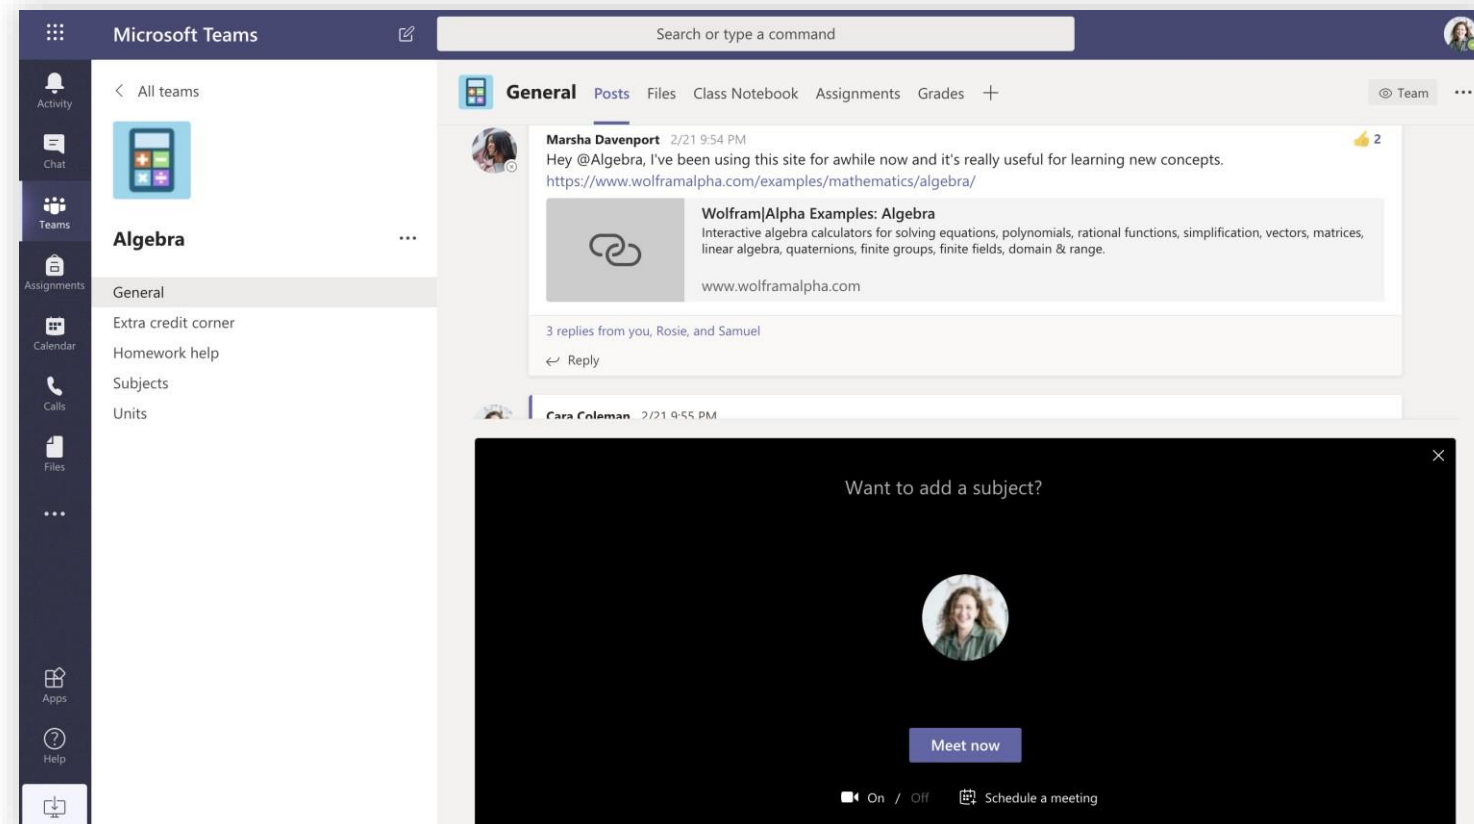 Microsoft Teams
Search or type a command
Activity
Chat
Teams
Assignments
Calendar
Calls
Files
Apps
Help
All teams
Algebra
General
Extra credit corner
Homework help
Subjects
Units
General Posts Files Class Notebook Assignments Grades
Team
Marsha Davenport 2/21 9:54 PM
2
Hey @Algebra, I've been using this site for awhile now and it's really useful for learning new concepts.
https://www.wolframalpha.com/examples/mathematics/algebra/
Wolfram|Alpha Examples: Algebra
Interactive algebra calculators for solving equations, polynomials, rational functions, simplification, vectors, matrices,
linear algebra, quaternions, finite groups, finite fields, domain & range.
www.wolframalpha.com
3 replies from you, Rosie, and Samuel
Reply
Cara Coleman 2/21 9:55 PM
Want to add a subject?
Meet now
On / Off Schedule a meeting